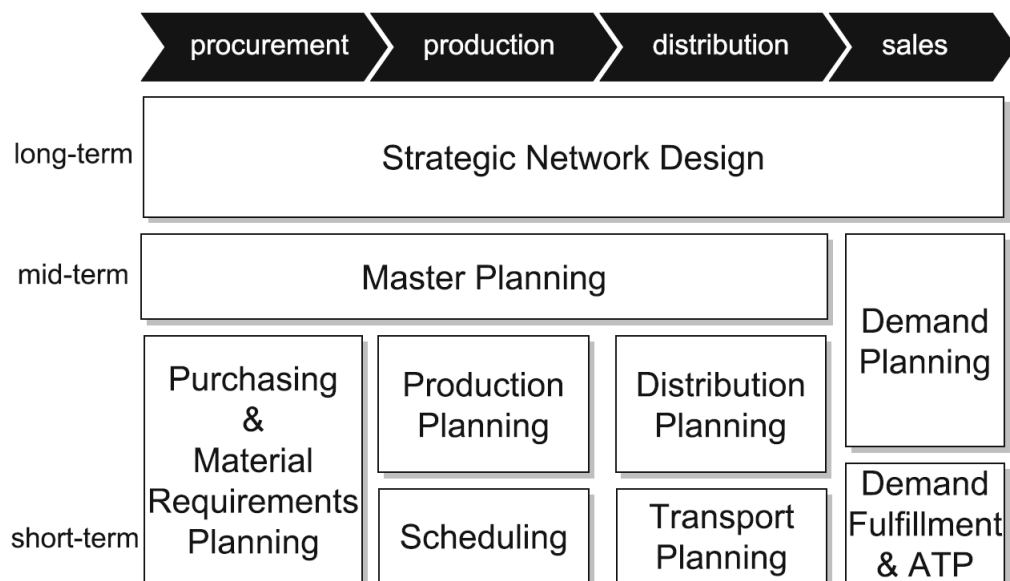 procurement
production
distribution
sales
long-term
Strategic Network Design
mid-term
Master Planning
Demand
Planning
Purchasing
&
Material
Requirements
Planning
Production
Planning
Distribution
Planning
short-term
Scheduling
Transport
Planning
Demand
Fulfillment
& ATP